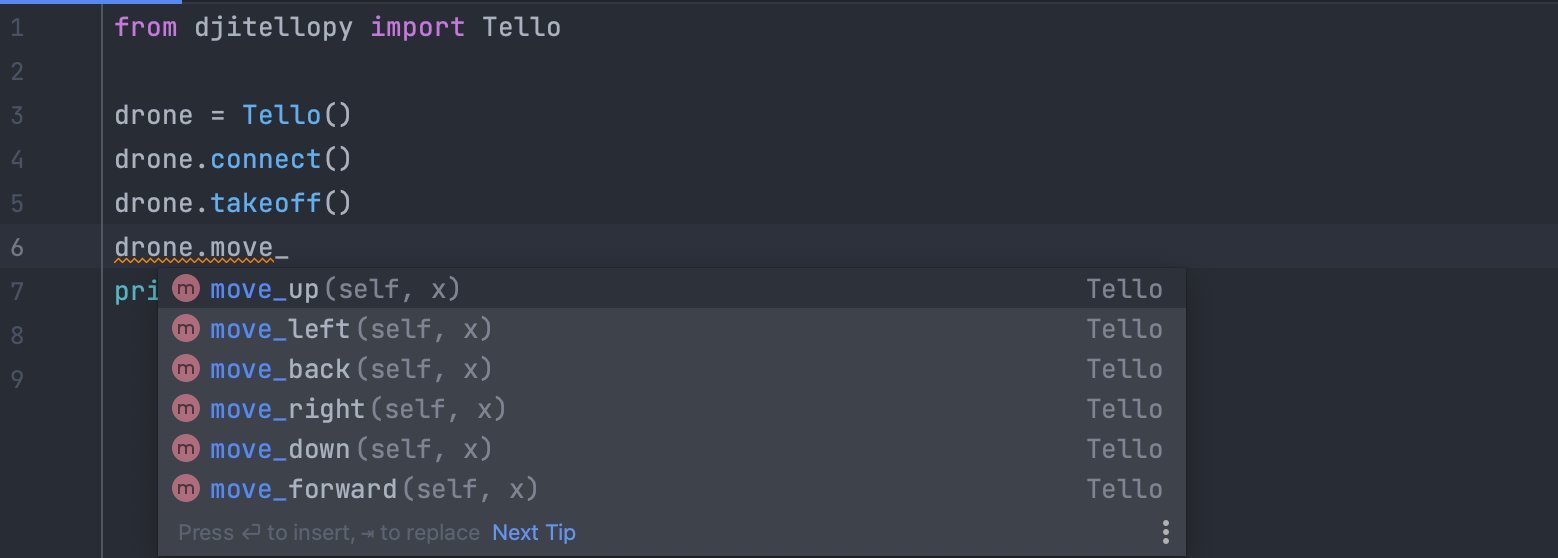 1 from djitellopy import Tello
2
3 drone = Tello()
4 drone.connect()
5 drone.takeoff()
6 drone.move_
7 pri
move_up(self, x) Tello
8 move_left(self, x) Tello
move_back(self, x) Tello
9 move_right(self, x) Tello
move_down(self, x) Tello
move_forward(self, x) Tello
Press ⏎ to insert, ⇥ to replace Next Tip